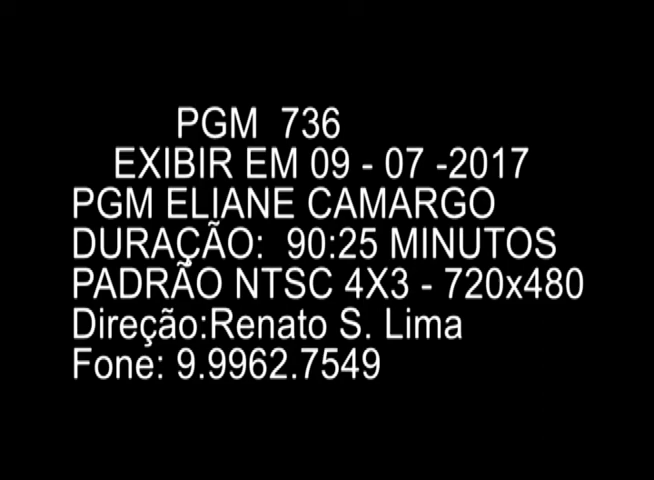 PGM  736
EXIBIR EM 09 - 07 -2017
PGM ELIANE CAMARGO
DURAÇÃO:  90:25 MINUTOS
PADRÃO NTSC 4X3 - 720x480
Direção:Renato S. Lima
Fone: 9.9962.7549